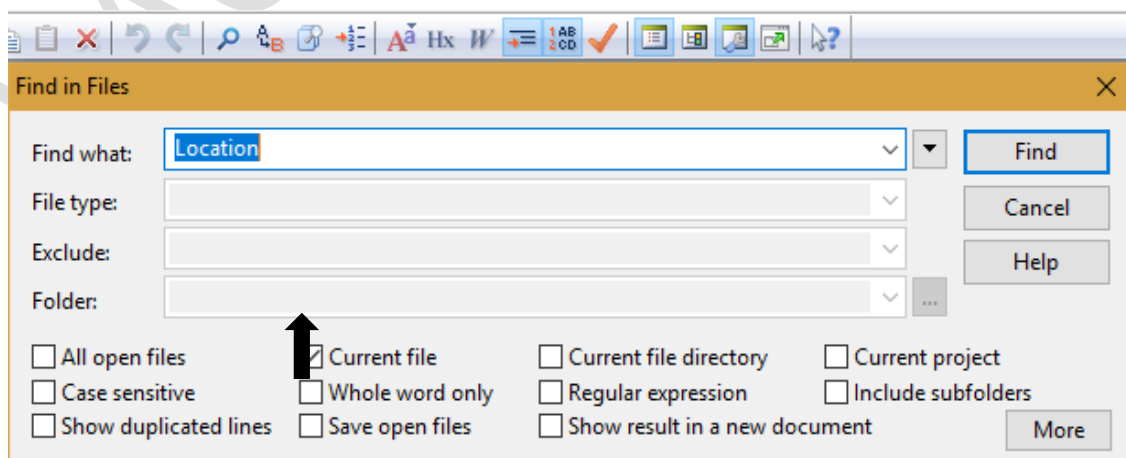 Find in Files
Find what: Location Find
File type: Cancel
Exclude: Help
Folder: ...
All open files Current file Current file directory Current project
Case sensitive Whole word only Regular expression Include subfolders
Show duplicated lines Save open files Show result in a new document More